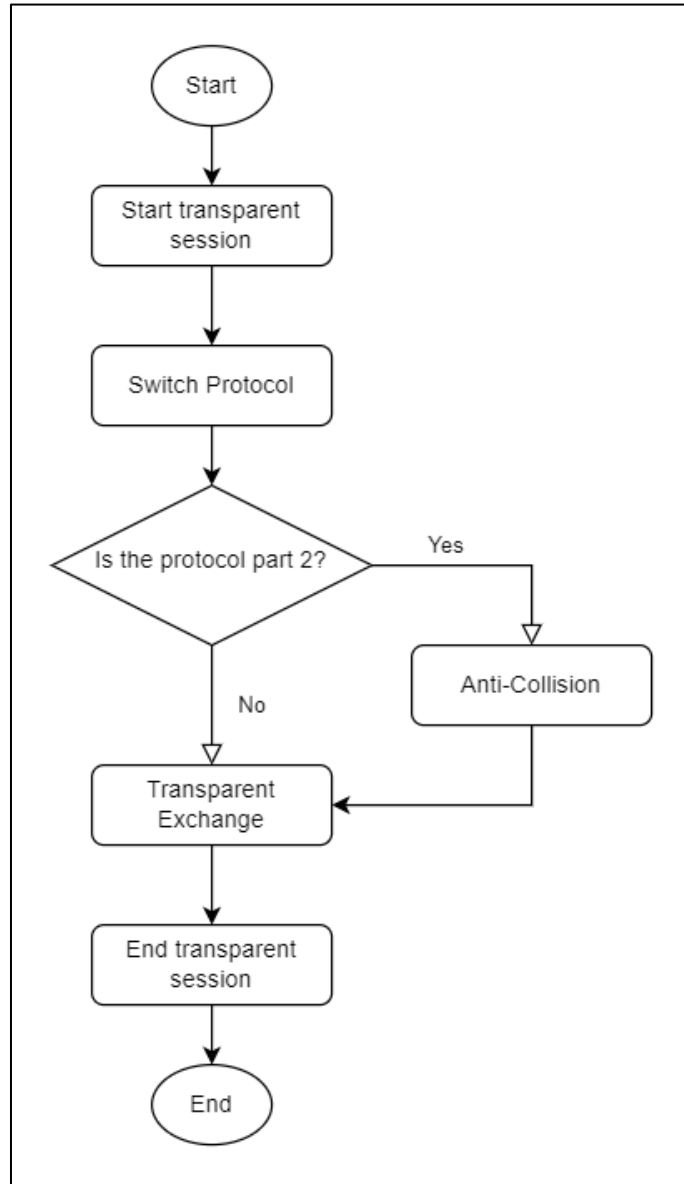 Start
Start transparent
session
Switch Protocol
Is the protocol part 2?
Yes
Anti-Collision
No
Transparent
Exchange
End transparent
session
End